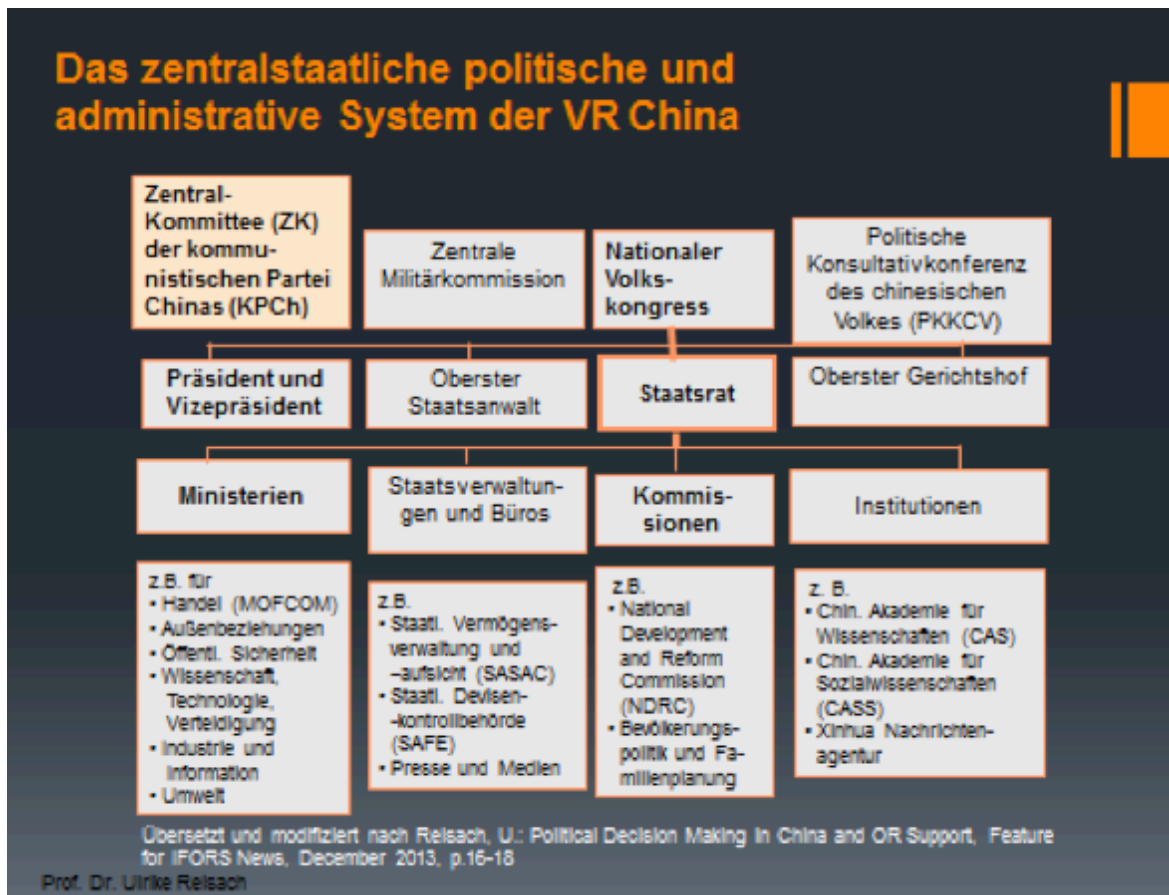 Das zentralstaatliche politische und
administrative System der VR China
Zentral-
Kommittee (ZK)
der kommu-
nistischen Partei
Chinas (KPCh)
Zentrale
Militärkommission
Nationaler
Volks-
kongress
Politische
Konsultativkonferenz
des chinesischen
Volkes (PKKCV)
Präsident und
Vizepräsident
Oberster
Staatsanwalt
Staatsrat
Oberster Gerichtshof
Ministerien
Staatsverwaltun-
gen und Büros
Kommis-
sionen
Institutionen
z.B. für
• Handel (MOFCOM)
• Außenbeziehungen
• Öffentl. Sicherheit
• Wissenschaft,
Technologie,
Verteidigung
• Industrie und
Information
• Umwelt
z.B.
• Staatl. Vermögens-
verwaltung und
–aufsicht (SASAC)
• Staatl. Devisen-
-kontrollbehörde
(SAFE)
• Presse und Medien
z.B.
• National
Development
and Reform
Commission
(NDRC)
• Bevölkerungs-
politik und Fa-
milienplanung
z. B.
• Chin. Akademie für
Wissenschaften (CAS)
• Chin. Akademie für
Sozialwissenschaften
(CASS)
• Xinhua Nachrichten-
agentur
Übersetzt und modifiziert nach Reisach, U.: Political Decision Making in China and OR Support, Feature
for IFORS News, December 2013, p.16-18
Prof. Dr. Ulrike Reisach